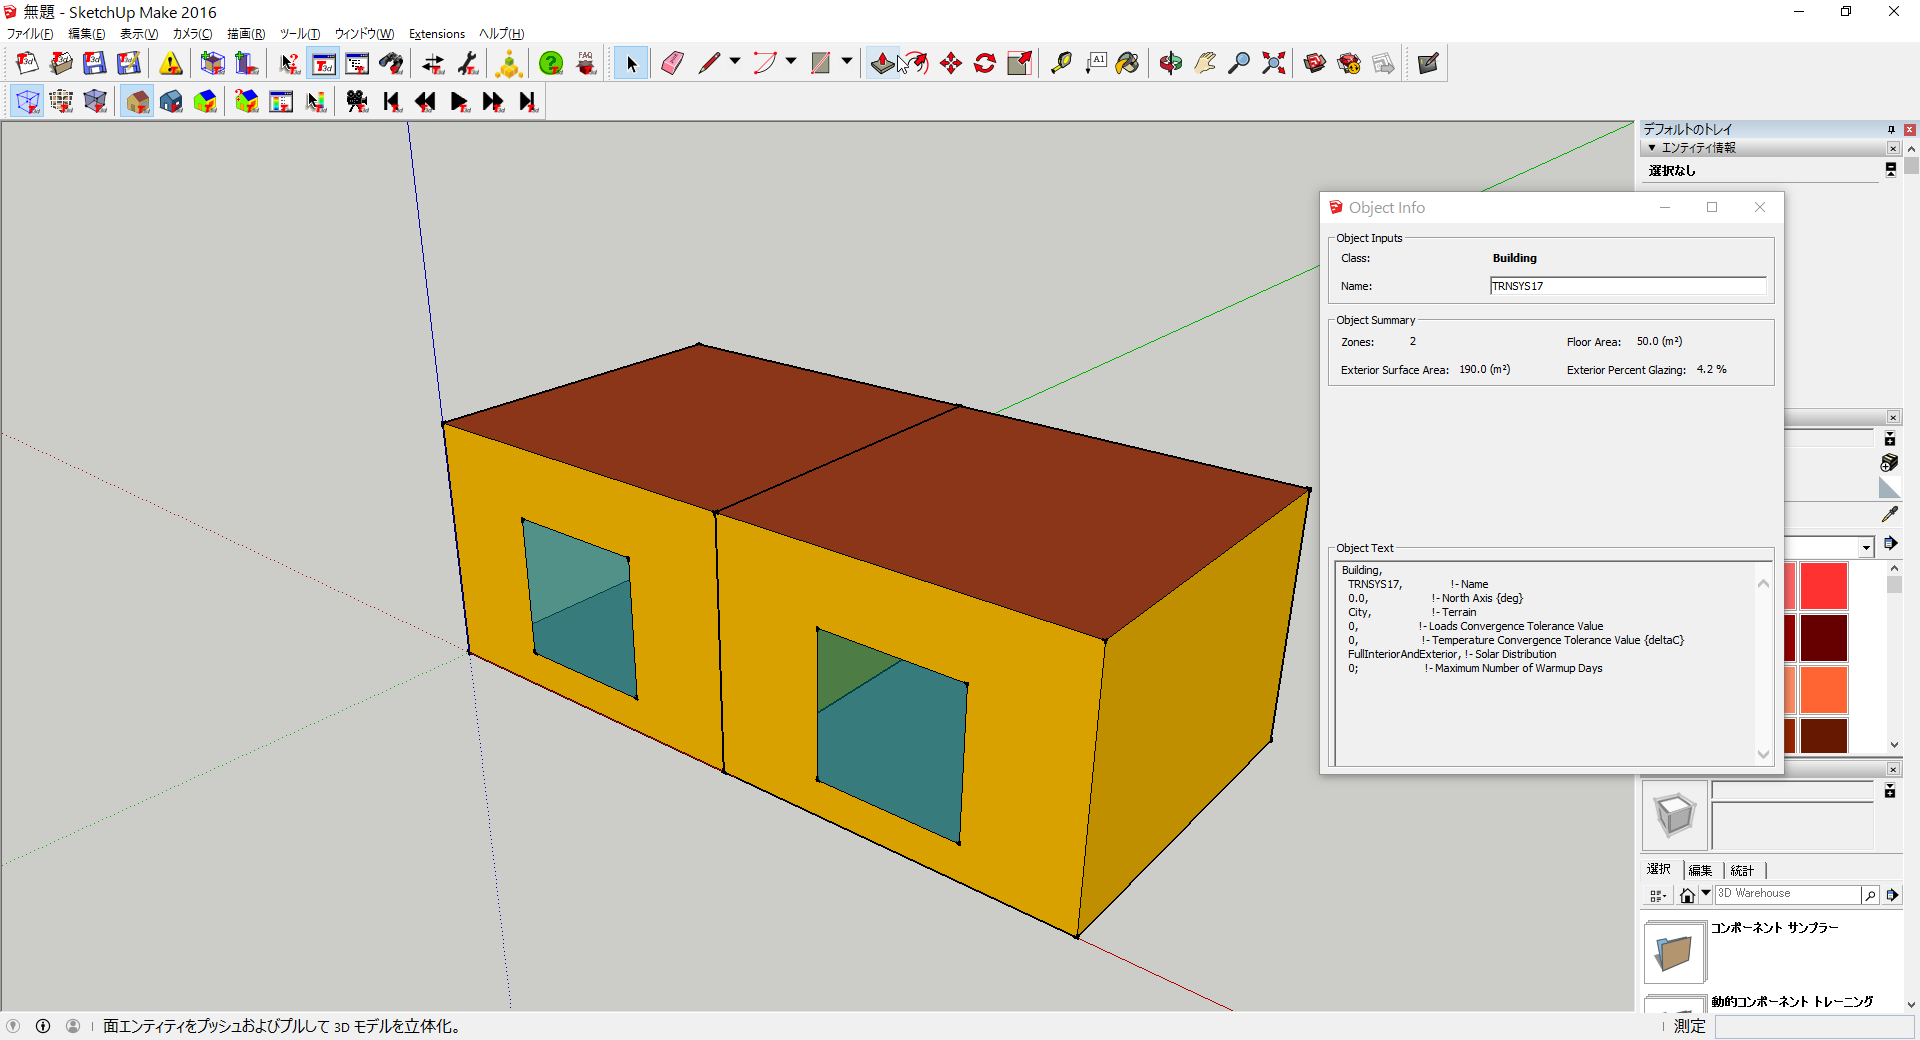 無題 - SketchUp Make 2016
ファイル(F) 編集(E) 表示(V) カメラ(C) 描画(R) ツール(T) ウィンドウ(W) Extensions ヘルプ(H)
デフォルトのトレイ
エンティティ情報
選択なし
Object Info
Object Inputs
Class: Building
Name: TRNSYS17
Object Summary
Zones: 2 Floor Area: 50.0 (m²)
Exterior Surface Area: 190.0 (m²) Exterior Percent Glazing: 4.2 %
Object Text
Building,
TRNSYS17, !- Name
0.0, !- North Axis {deg}
City, !- Terrain
0, !- Loads Convergence Tolerance Value
0, !- Temperature Convergence Tolerance Value {deltaC}
FullInteriorAndExterior, !- Solar Distribution
0; !- Maximum Number of Warmup Days
選択 編集 統計
3D Warehouse
コンポーネント サンプラー
動的コンポーネント トレーニング
面エンティティをプッシュおよびプルして 3D モデルを立体化。
測定